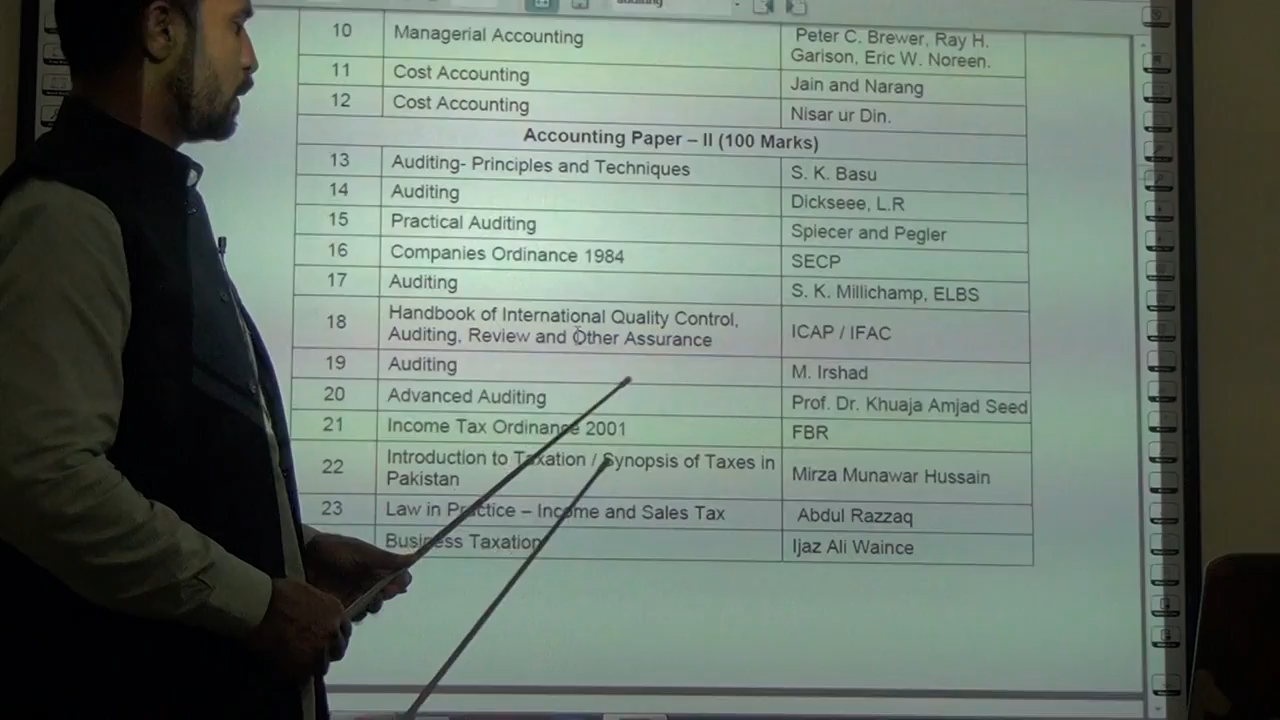 auditing
10 Managerial Accounting Peter C. Brewer, Ray H.
Garison, Eric W. Noreen.
11 Cost Accounting Jain and Narang
12 Cost Accounting Nisar ur Din.
Accounting Paper – II (100 Marks)
13 Auditing- Principles and Techniques S. K. Basu
14 Auditing Dickseee, L.R
15 Practical Auditing Spiecer and Pegler
16 Companies Ordinance 1984 SECP
17 Auditing S. K. Millichamp, ELBS
18 Handbook of International Quality Control,
Auditing, Review and Other Assurance ICAP / IFAC
19 Auditing M. Irshad
20 Advanced Auditing Prof. Dr. Khuaja Amjad Seed
21 Income Tax Ordinance 2001 FBR
22 Introduction to Taxation / Synopsis of Taxes in
Pakistan Mirza Munawar Hussain
23 Law in Practice – Income and Sales Tax Abdul Razzaq
Business Taxation Ijaz Ali Waince